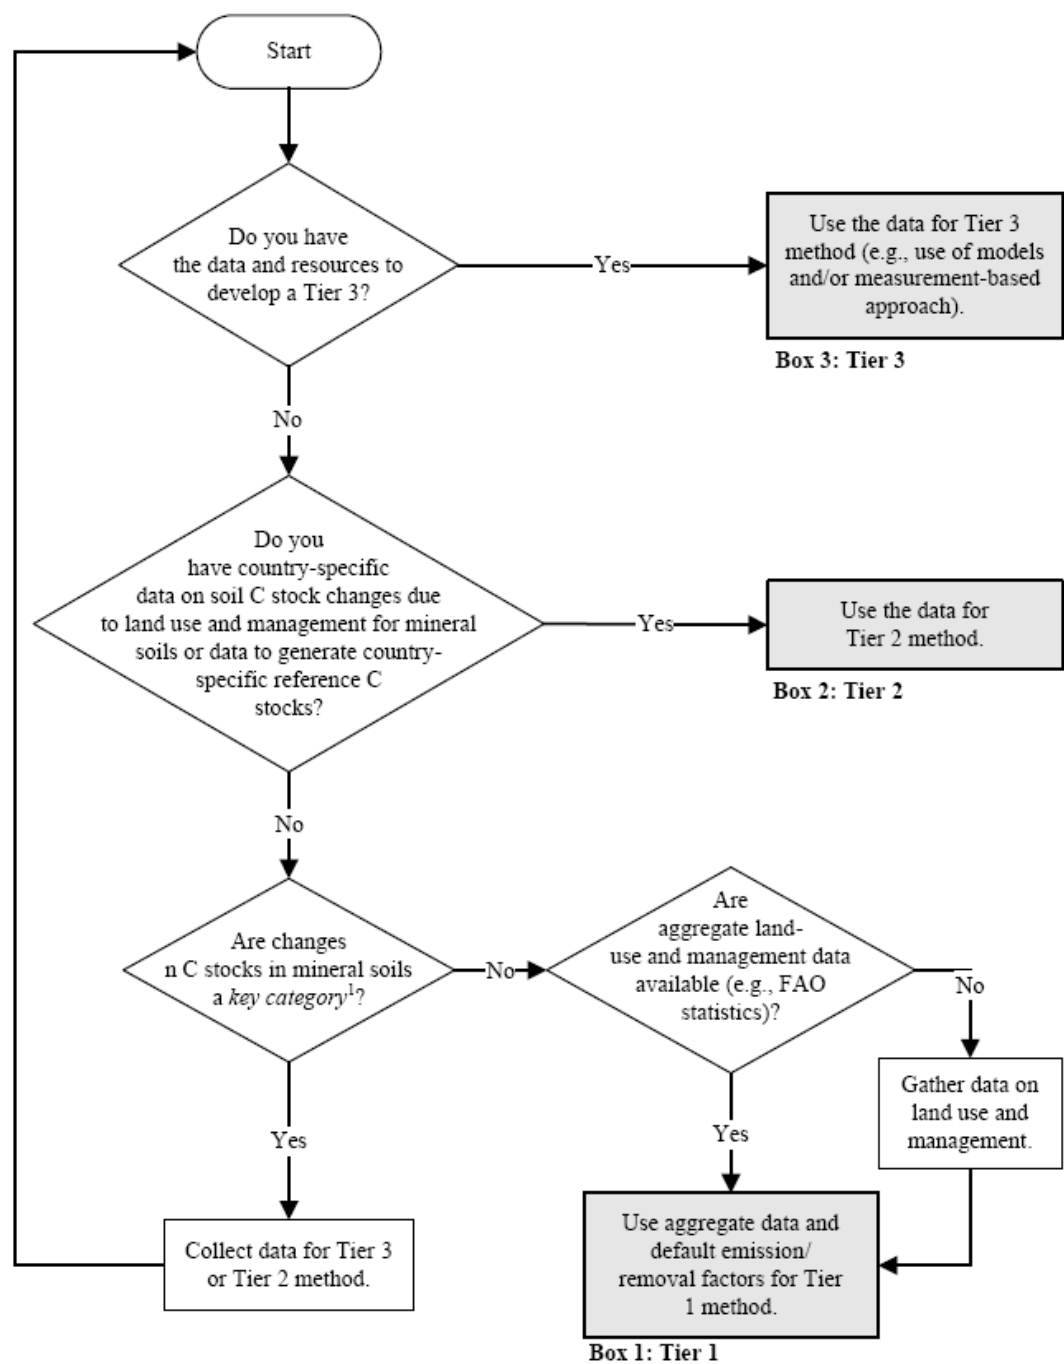 Start
Do you have
the data and resources to
develop a Tier 3?
Yes
Use the data for Tier 3
method (e.g., use of models
and/or measurement-based
approach).
Box 3: Tier 3
No
Do you
have country-specific
data on soil C stock changes due
to land use and management for mineral
soils or data to generate country-
specific reference C
stocks?
Yes
Use the data for
Tier 2 method.
Box 2: Tier 2
No
Are changes
n C stocks in mineral soils
a key category¹?
No
Are
aggregate land-
use and management data
available (e.g., FAO
statistics)?
No
Gather data on
land use and
management.
Yes
Yes
Collect data for Tier 3
or Tier 2 method.
Use aggregate data and
default emission/
removal factors for Tier
1 method.
Box 1: Tier 1